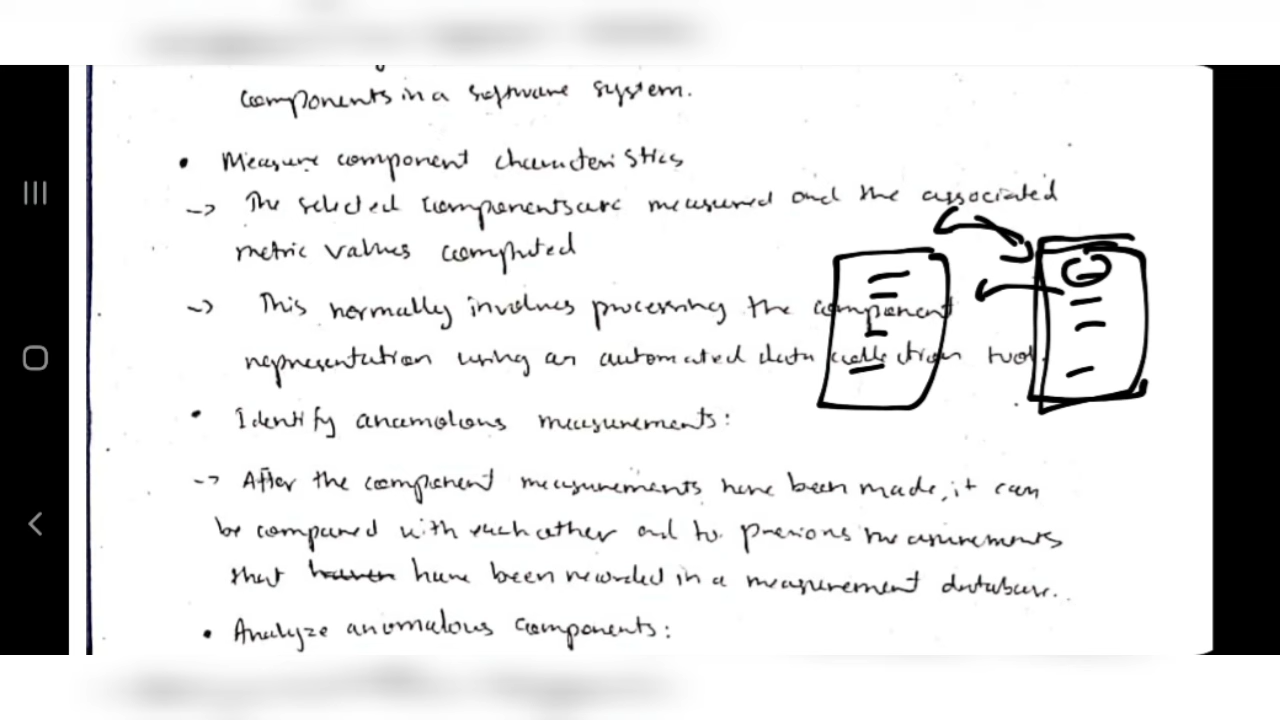 components in a software system.
• Measure component characteristics
-> The selected components are measured and the associated
metric values computed
-> This normally involves processing the component
representation using an automated data collection tool.
• Identify anamolous measurements:
-> After the component measurements have been made, it can
be compared with each other and to previous measurements
that have been recorded in a measurement database.
• Analyze anomalous components: